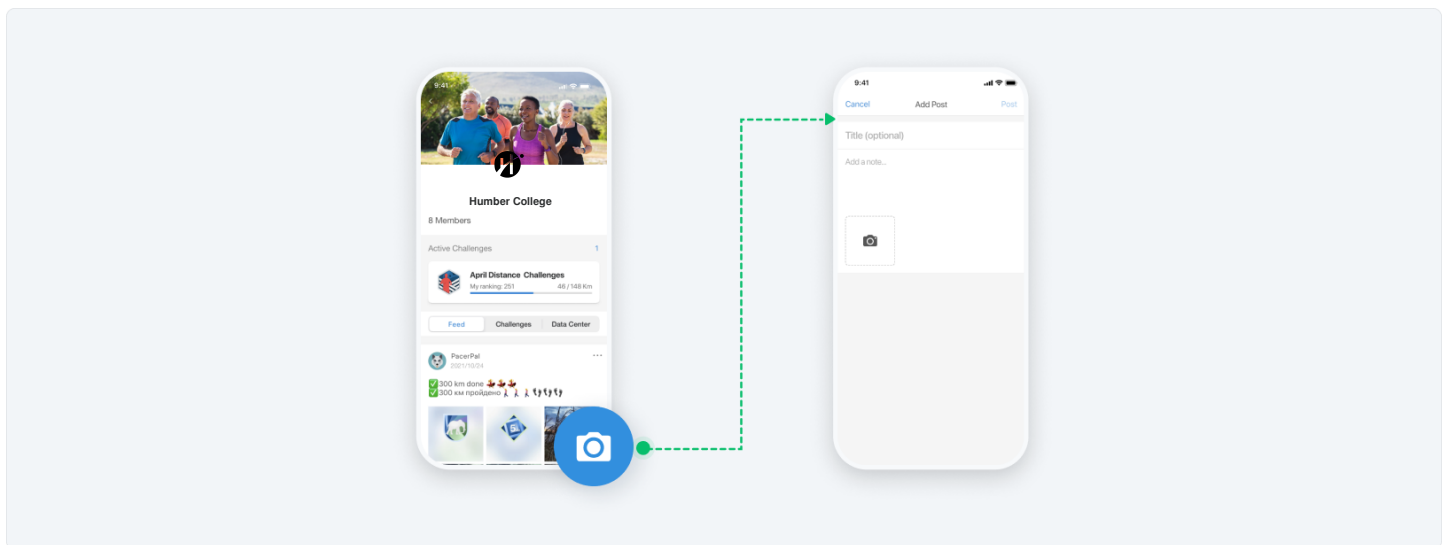 9:41
Humber College
8 Members
Active Challenges 1
April Distance Challenges
My ranking: 251 48 / 148 Km
Feed Challenges Data Center
PacerPal
2021/10/24
✅300 km done 
✅300 км пройдено
9:41
Cancel Add Post Post
Title (optional)
Add a note...